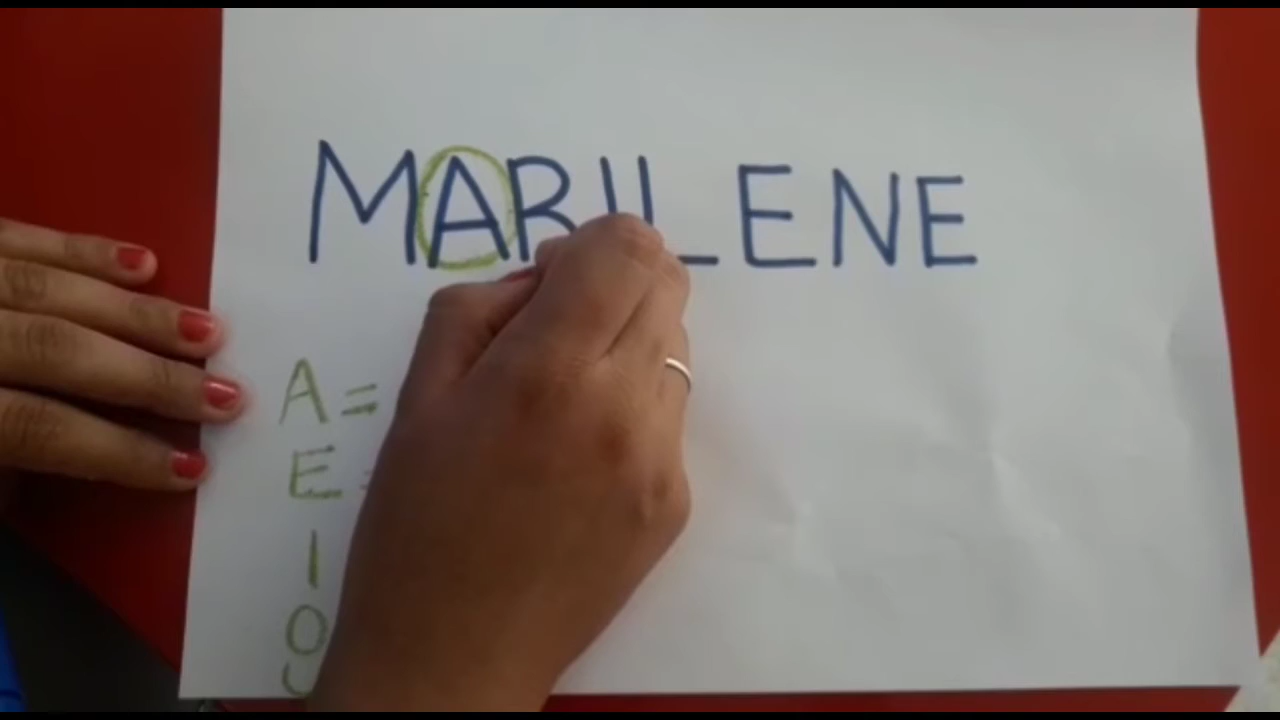 MARILENE
A =
E =
I
O
U